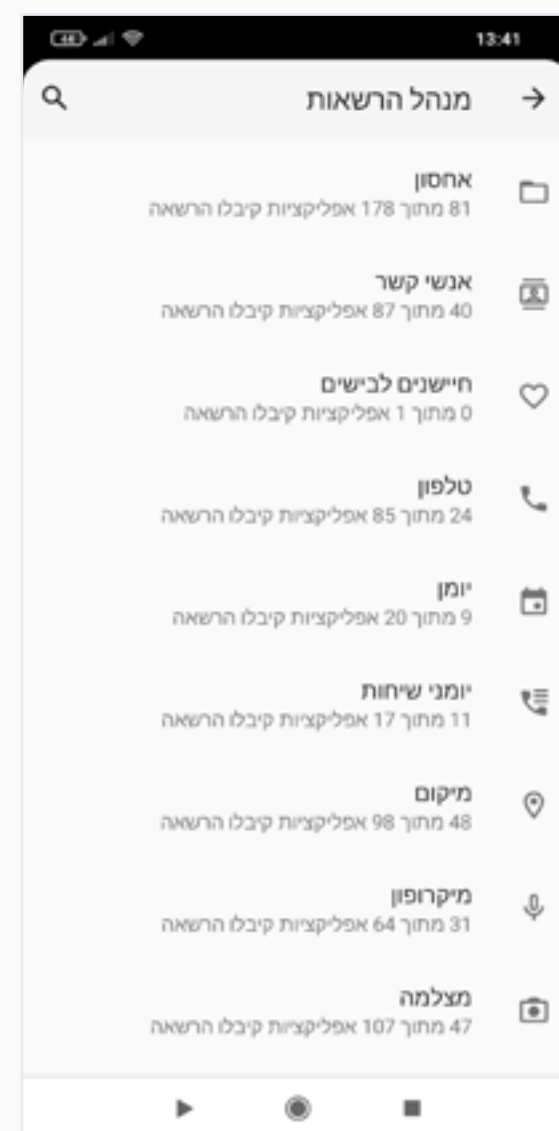 13:41
מנהל הרשאות
אחסון
81 מתוך 178 אפליקציות קיבלו הרשאה
אנשי קשר
40 מתוך 87 אפליקציות קיבלו הרשאה
חיישנים לבישים
0 מתוך 1 אפליקציות קיבלו הרשאה
טלפון
24 מתוך 85 אפליקציות קיבלו הרשאה
יומן
9 מתוך 20 אפליקציות קיבלו הרשאה
יומני שיחות
11 מתוך 17 אפליקציות קיבלו הרשאה
מיקום
48 מתוך 98 אפליקציות קיבלו הרשאה
מיקרופון
31 מתוך 64 אפליקציות קיבלו הרשאה
מצלמה
47 מתוך 107 אפליקציות קיבלו הרשאה